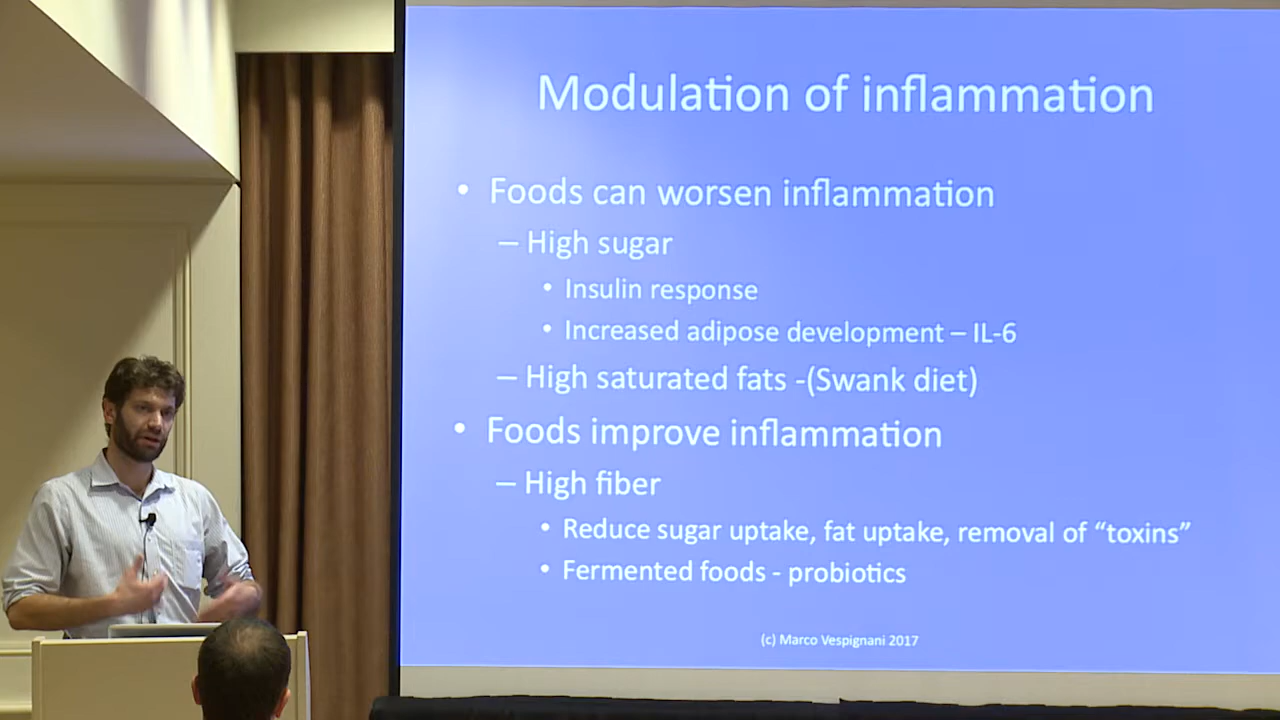 Modulation of inflammation
• Foods can worsen inflammation
– High sugar
• Insulin response
• Increased adipose development – IL-6
– High saturated fats -(Swank diet)
• Foods improve inflammation
– High fiber
• Reduce sugar uptake, fat uptake, removal of “toxins”
• Fermented foods - probiotics
(c) Marco Vespignani 2017